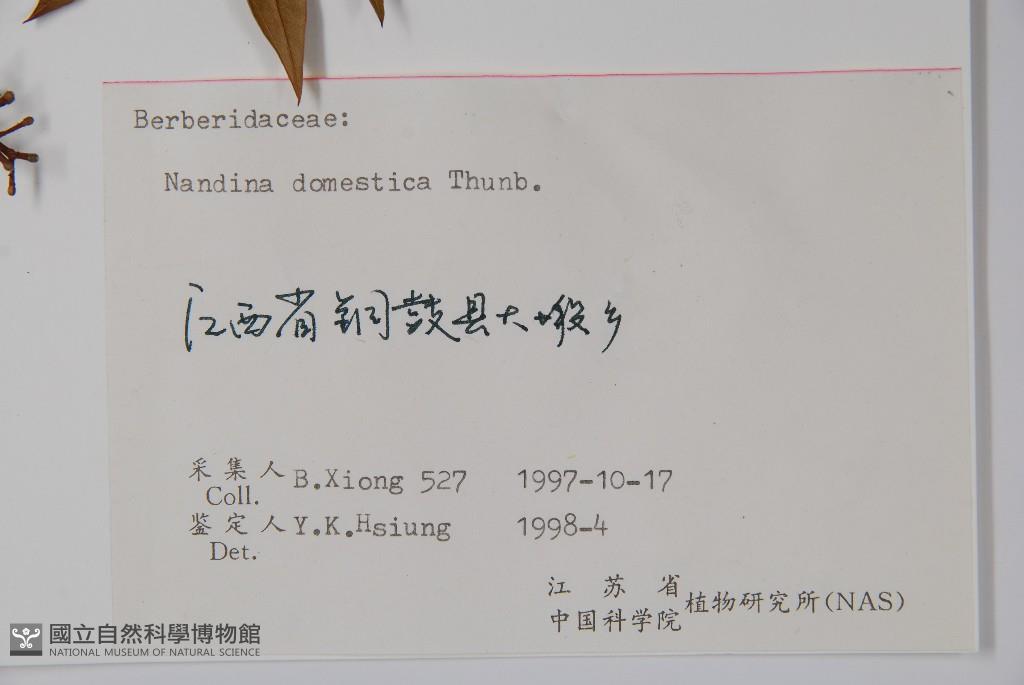 Berberidaceae:
Nandina domestica Thunb.
江西省铜鼓县大塅乡
采集人 B.Xiong 527 1997-10-17
Coll.
鉴定人 Y.K.Hsiung 1998-4
Det.
江苏省
中国科学院 植物研究所(NAS)
國立自然科學博物館
NATIONAL MUSEUM OF NATURAL SCIENCE